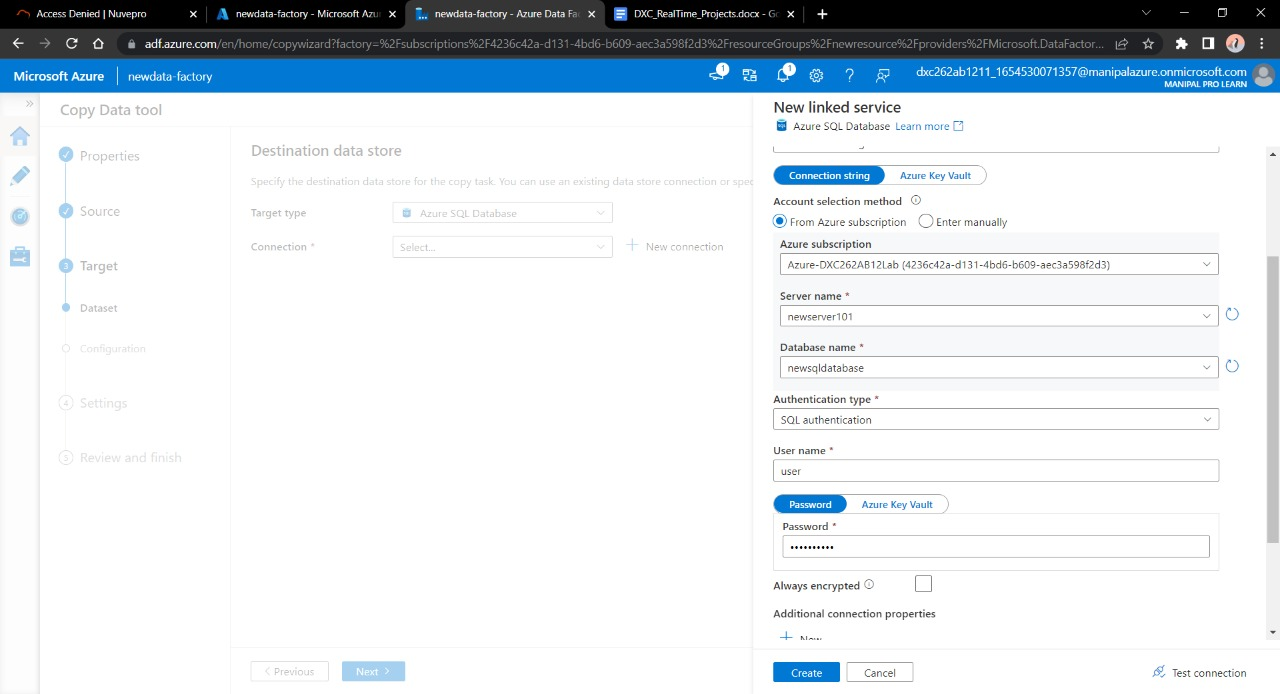 Access Denied | Nuvepro
newdata-factory - Microsoft Azu
newdata-factory - Azure Data Fa
DXC_RealTime_Projects.docx - Go
adf.azure.com/en/home/copywizard?factory=%2Fsubscriptions%2F4236c42a-d131-4bd6-b609-aec3a598f2d3%2FresourceGroups%2Fnewresource%2Fproviders%2FMicrosoft.DataFactor...
Microsoft Azure
newdata-factory
1
1
dxc262ab1211_1654530071357@manipalazure.onmicrosoft.com
MANIPAL PRO LEARN
Copy Data tool
Properties
Source
3 Target
Dataset
Configuration
4 Settings
5 Review and finish
Destination data store
Specify the destination data store for the copy task. You can use an existing data store connection or spec
Target type
Azure SQL Database
Connection *
Select...
New connection
< Previous
Next >
New linked service
Azure SQL Database Learn more
Connection string
Azure Key Vault
Account selection method
From Azure subscription
Enter manually
Azure subscription
Azure-DXC262AB12Lab (4236c42a-d131-4bd6-b609-aec3a598f2d3)
Server name *
newserver101
Database name *
newsqldatabase
Authentication type *
SQL authentication
User name *
user
Password
Azure Key Vault
Password *
••••••••••
Always encrypted
Additional connection properties
New
Create
Cancel
Test connection